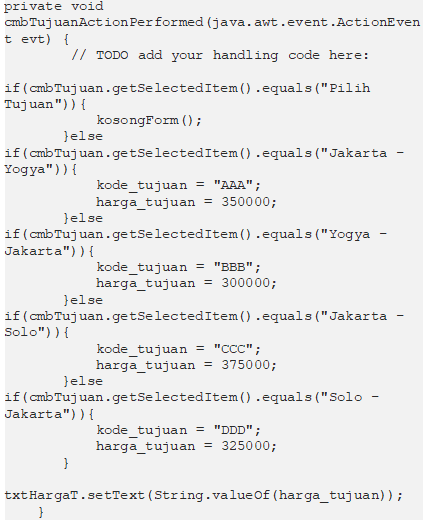 private void
cmbTujuanActionPerformed(java.awt.event.ActionEven
t evt) {
        // TODO add your handling code here:

if(cmbTujuan.getSelectedItem().equals("Pilih
Tujuan")){
            kosongForm();
        }else
if(cmbTujuan.getSelectedItem().equals("Jakarta -
Yogya")){
            kode_tujuan = "AAA";
            harga_tujuan = 350000;
        }else
if(cmbTujuan.getSelectedItem().equals("Yogya -
Jakarta")){
            kode_tujuan = "BBB";
            harga_tujuan = 300000;
        }else
if(cmbTujuan.getSelectedItem().equals("Jakarta -
Solo")){
            kode_tujuan = "CCC";
            harga_tujuan = 375000;
        }else
if(cmbTujuan.getSelectedItem().equals("Solo -
Jakarta")){
            kode_tujuan = "DDD";
            harga_tujuan = 325000;
        }

txtHargaT.setText(String.valueOf(harga_tujuan));
    }